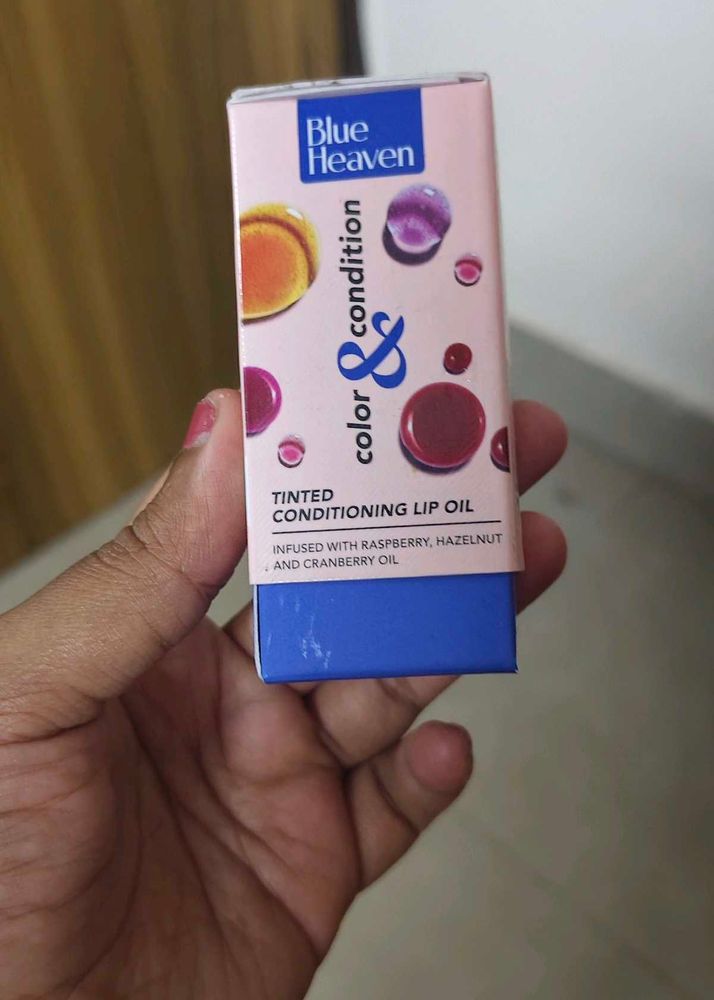 Blue
Heaven
color & condition
TINTED
CONDITIONING LIP OIL
INFUSED WITH RASPBERRY, HAZELNUT
AND CRANBERRY OIL